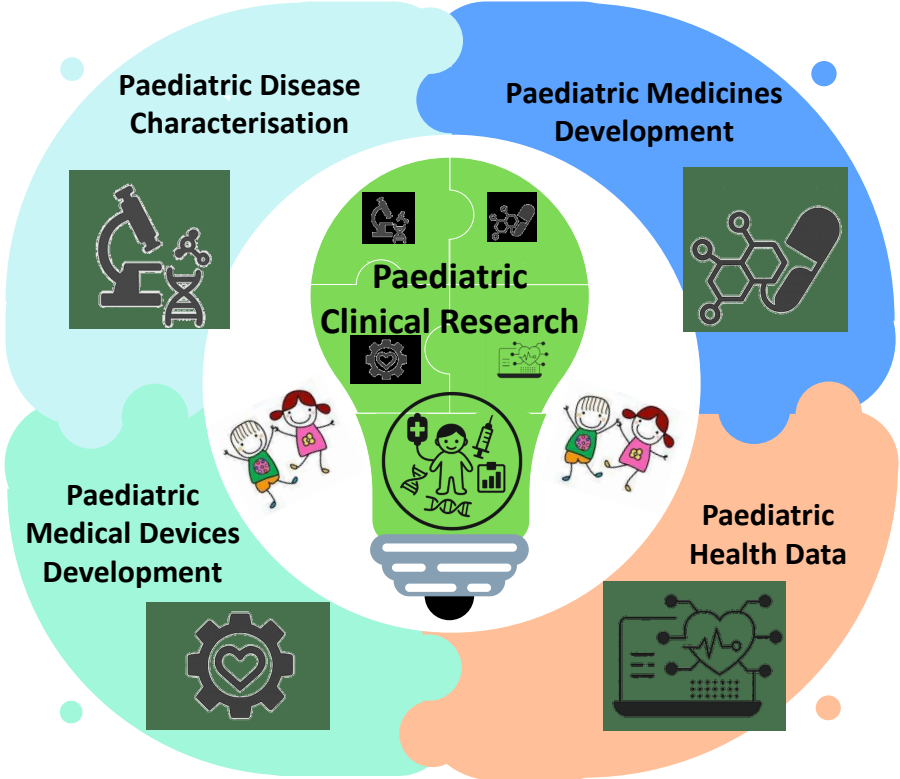 Paediatric Disease
Characterisation
Paediatric Medicines
Development
Paediatric
Clinical Research
Paediatric
Medical Devices
Development
Paediatric
Health Data